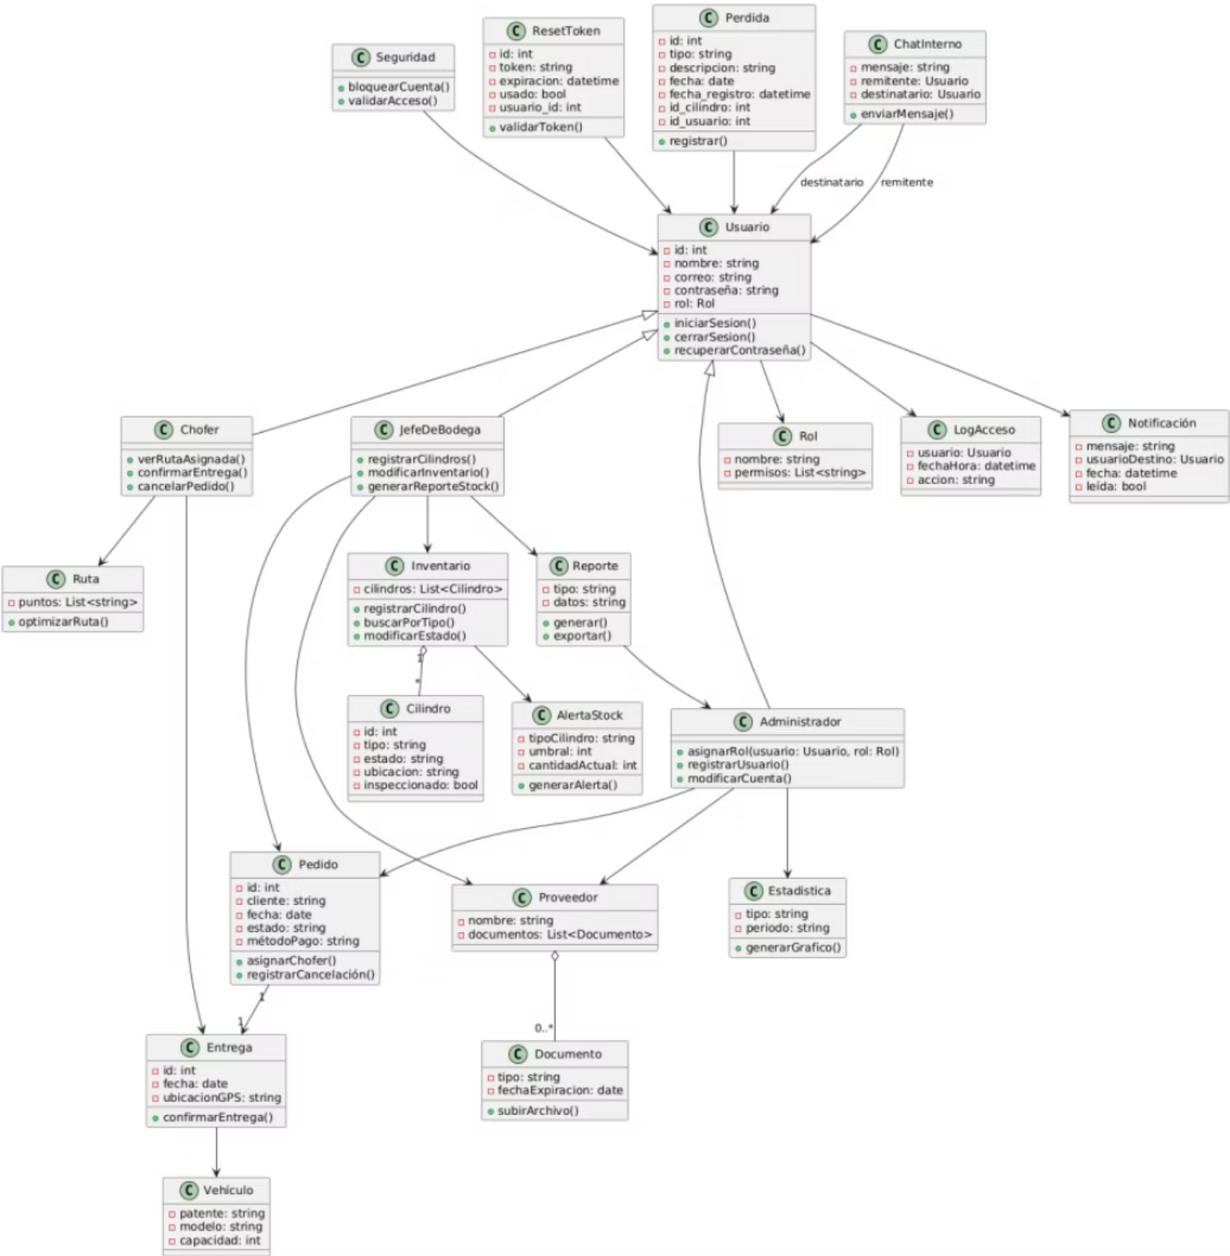 C Seguridad
bloquearCuenta()
validarAcceso()
C ResetToken
id: int
token: string
expiracion: datetime
usado: bool
usuario_id: int
validarToken()
C Perdida
id: int
tipo: string
descripcion: string
fecha: date
fecha_registro: datetime
id_cilindro: int
id_usuario: int
registrar()
C ChatInterno
mensaje: string
remitente: Usuario
destinatario: Usuario
enviarMensaje()
destinatario
remitente
C Usuario
id: int
nombre: string
correo: string
contraseña: string
rol: Rol
iniciarSesion()
cerrarSesion()
recuperarContraseña()
C Chofer
verRutaAsignada()
confirmarEntrega()
cancelarPedido()
C JefeDeBodega
registrarCilindros()
modificarInventario()
generarReporteStock()
C Rol
nombre: string
permisos: List<string>
C LogAcceso
usuario: Usuario
fechaHora: datetime
accion: string
C Notificación
mensaje: string
usuarioDestino: Usuario
fecha: datetime
leída: bool
C Ruta
puntos: List<string>
optimizarRuta()
C Inventario
cilindros: List<Cilindro>
registrarCilindro()
buscarPorTipo()
modificarEstado()
C Reporte
tipo: string
datos: string
generar()
exportar()
1
*
C Cilindro
id: int
tipo: string
estado: string
ubicacion: string
inspeccionado: bool
C AlertaStock
tipoCilindro: string
umbral: int
cantidadActual: int
generarAlerta()
C Administrador
asignarRol(usuario: Usuario, rol: Rol)
registrarUsuario()
modificarCuenta()
C Pedido
id: int
cliente: string
fecha: date
estado: string
métodoPago: string
asignarChofer()
registrarCancelación()
C Proveedor
nombre: string
documentos: List<Documento>
C Estadistica
tipo: string
periodo: string
generarGrafico()
1
1
0..*
C Entrega
id: int
fecha: date
ubicacionGPS: string
confirmarEntrega()
C Documento
tipo: string
fechaExpiracion: date
subirArchivo()
C Vehículo
patente: string
modelo: string
capacidad: int